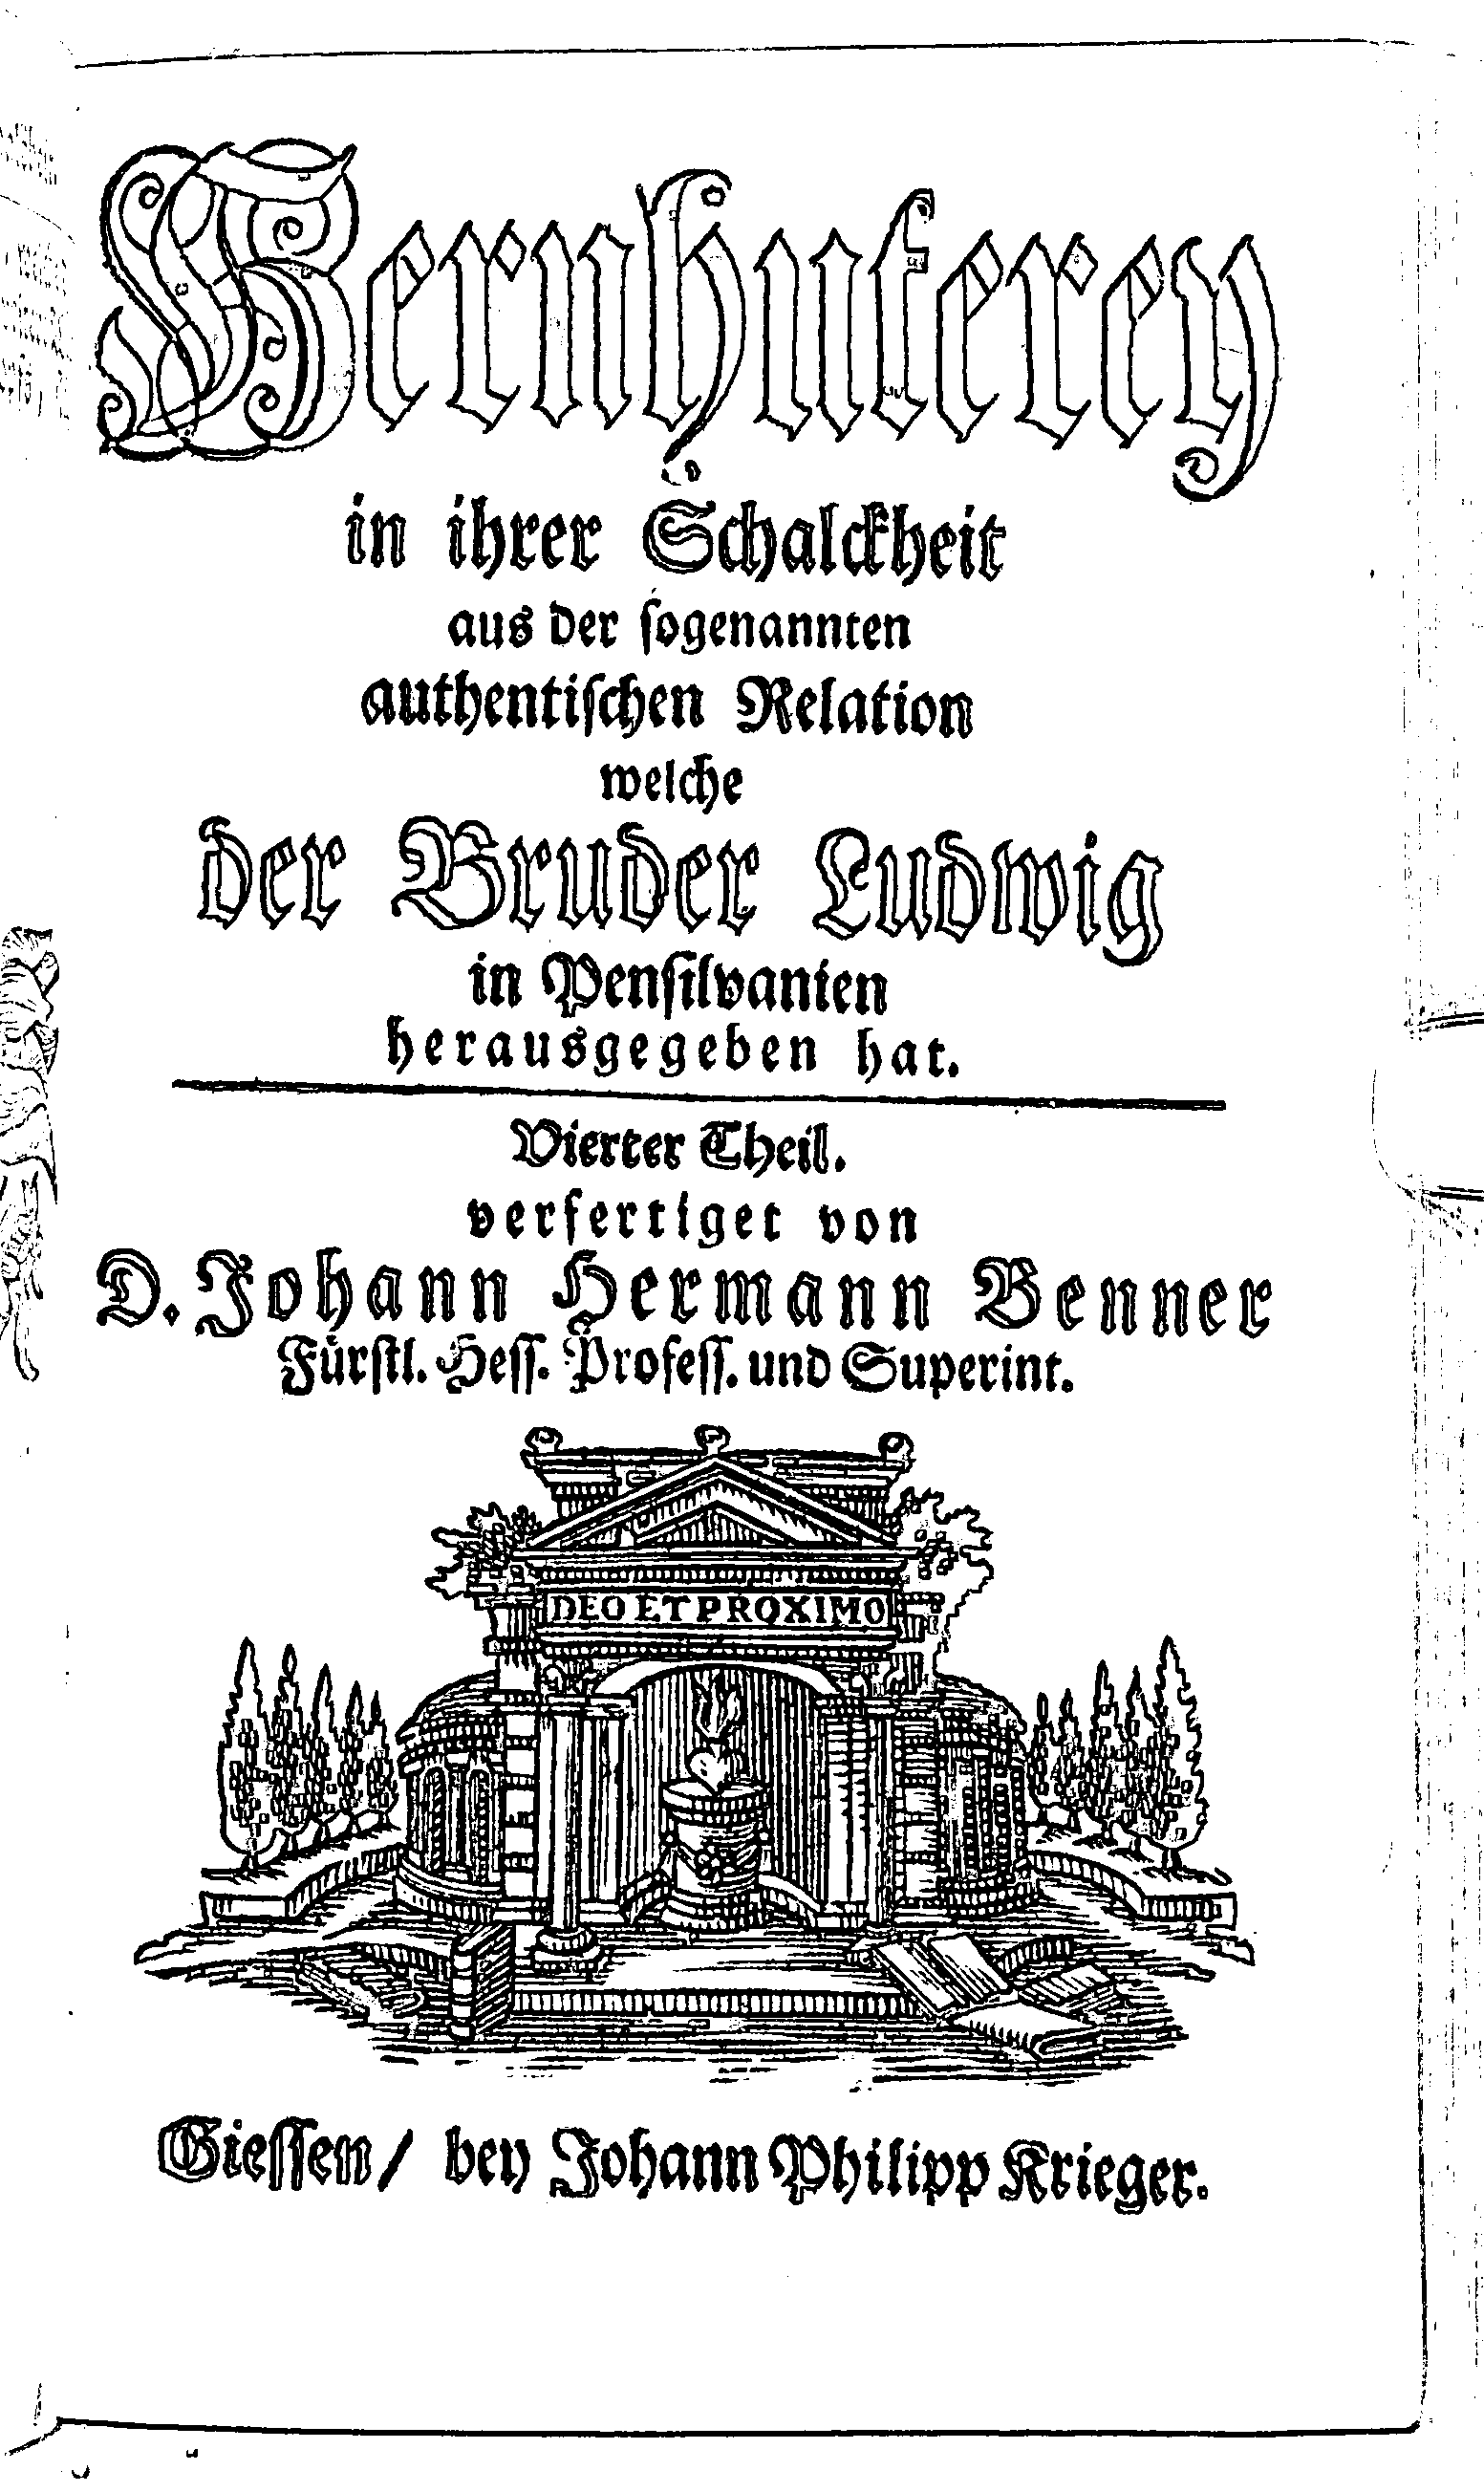 Hernhuterey
in ihrer Schalckheit
aus der ſogenannten
authentiſchen Relation
welche
der Bruder Ludwig
in Penſilvanien
herausgegeben hat.
Vierter Theil.
verfertiget von
D. Johann Hermann Benner
Fürſtl. Heſſ. Profeſſ. und Superint.
DEO ET PROXIMO
Gieſſen/ bey Johann Philipp Krieger.